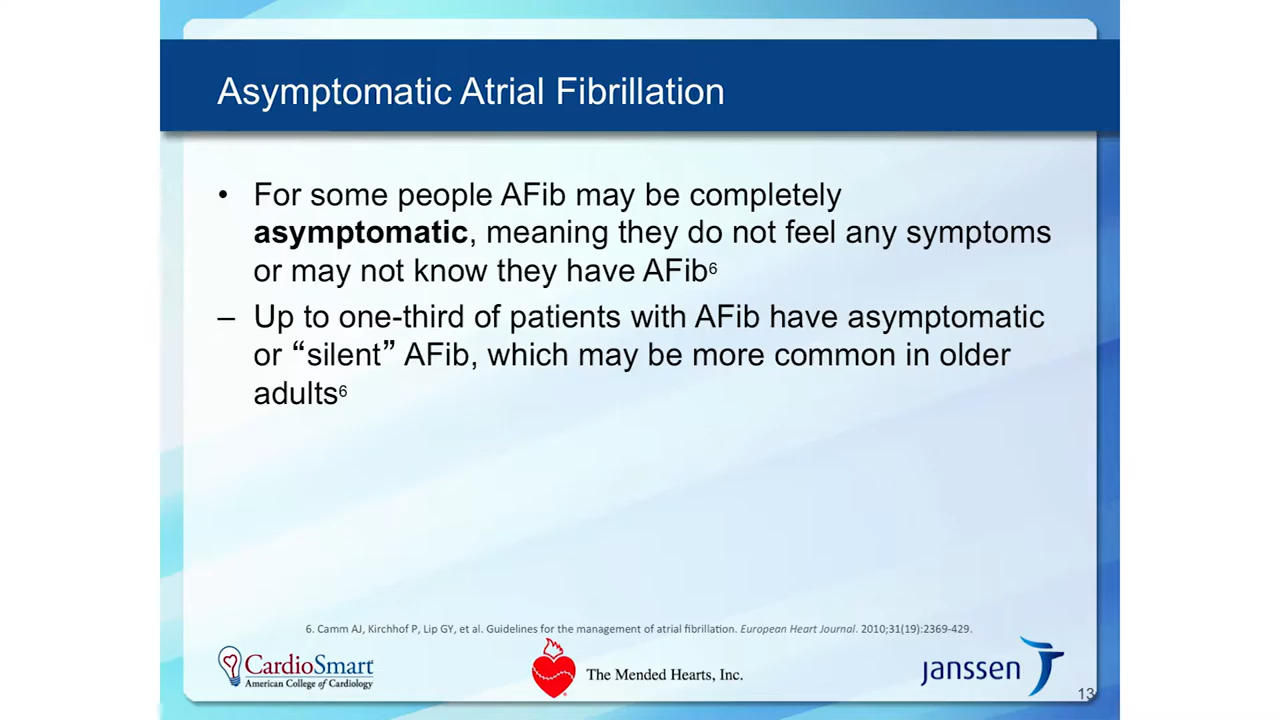 Asymptomatic Atrial Fibrillation
• For some people AFib may be completely
asymptomatic, meaning they do not feel any symptoms
or may not know they have AFib⁶
– Up to one-third of patients with AFib have asymptomatic
or “silent” AFib, which may be more common in older
adults⁶
6. Camm AJ, Kirchhof P, Lip GY, et al. Guidelines for the management of atrial fibrillation. European Heart Journal. 2010;31(19):2369-429.
CardioSmart
American College of Cardiology
The Mended Hearts, Inc.
janssen
13